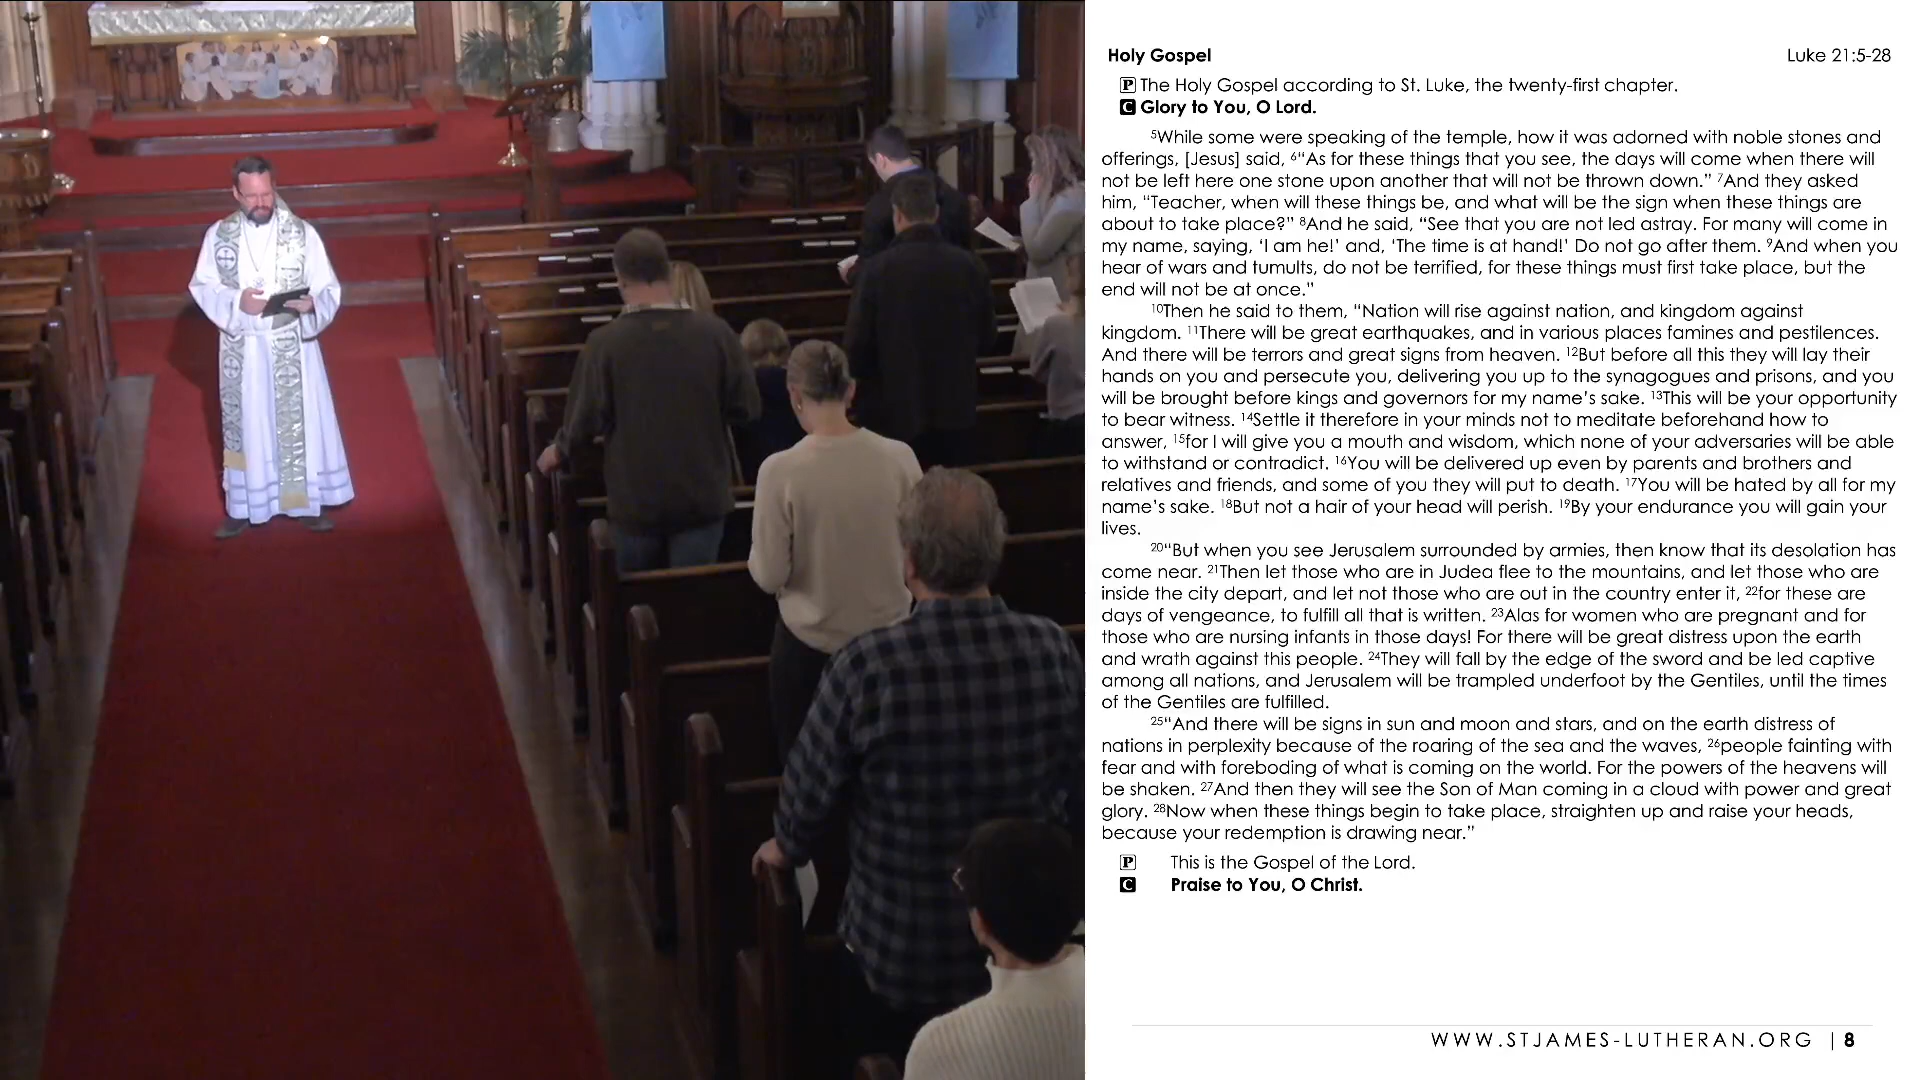 Holy Gospel Luke 21:5-28
P The Holy Gospel according to St. Luke, the twenty-first chapter.
C Glory to You, O Lord.
5While some were speaking of the temple, how it was adorned with noble stones and
offerings, [Jesus] said, 6“As for these things that you see, the days will come when there will
not be left here one stone upon another that will not be thrown down.” 7And they asked
him, “Teacher, when will these things be, and what will be the sign when these things are
about to take place?” 8And he said, “See that you are not led astray. For many will come in
my name, saying, ‘I am he!’ and, ‘The time is at hand!’ Do not go after them. 9And when you
hear of wars and tumults, do not be terrified, for these things must first take place, but the
end will not be at once.”
10Then he said to them, “Nation will rise against nation, and kingdom against
kingdom. 11There will be great earthquakes, and in various places famines and pestilences.
And there will be terrors and great signs from heaven. 12But before all this they will lay their
hands on you and persecute you, delivering you up to the synagogues and prisons, and you
will be brought before kings and governors for my name’s sake. 13This will be your opportunity
to bear witness. 14Settle it therefore in your minds not to meditate beforehand how to
answer, 15for I will give you a mouth and wisdom, which none of your adversaries will be able
to withstand or contradict. 16You will be delivered up even by parents and brothers and
relatives and friends, and some of you they will put to death. 17You will be hated by all for my
name’s sake. 18But not a hair of your head will perish. 19By your endurance you will gain your
lives.
20“But when you see Jerusalem surrounded by armies, then know that its desolation has
come near. 21Then let those who are in Judea flee to the mountains, and let those who are
inside the city depart, and let not those who are out in the country enter it, 22for these are
days of vengeance, to fulfill all that is written. 23Alas for women who are pregnant and for
those who are nursing infants in those days! For there will be great distress upon the earth
and wrath against this people. 24They will fall by the edge of the sword and be led captive
among all nations, and Jerusalem will be trampled underfoot by the Gentiles, until the times
of the Gentiles are fulfilled.
25“And there will be signs in sun and moon and stars, and on the earth distress of
nations in perplexity because of the roaring of the sea and the waves, 26people fainting with
fear and with foreboding of what is coming on the world. For the powers of the heavens will
be shaken. 27And then they will see the Son of Man coming in a cloud with power and great
glory. 28Now when these things begin to take place, straighten up and raise your heads,
because your redemption is drawing near.”
P This is the Gospel of the Lord.
C Praise to You, O Christ.
WWW.STJAMES-LUTHERAN.ORG | 8